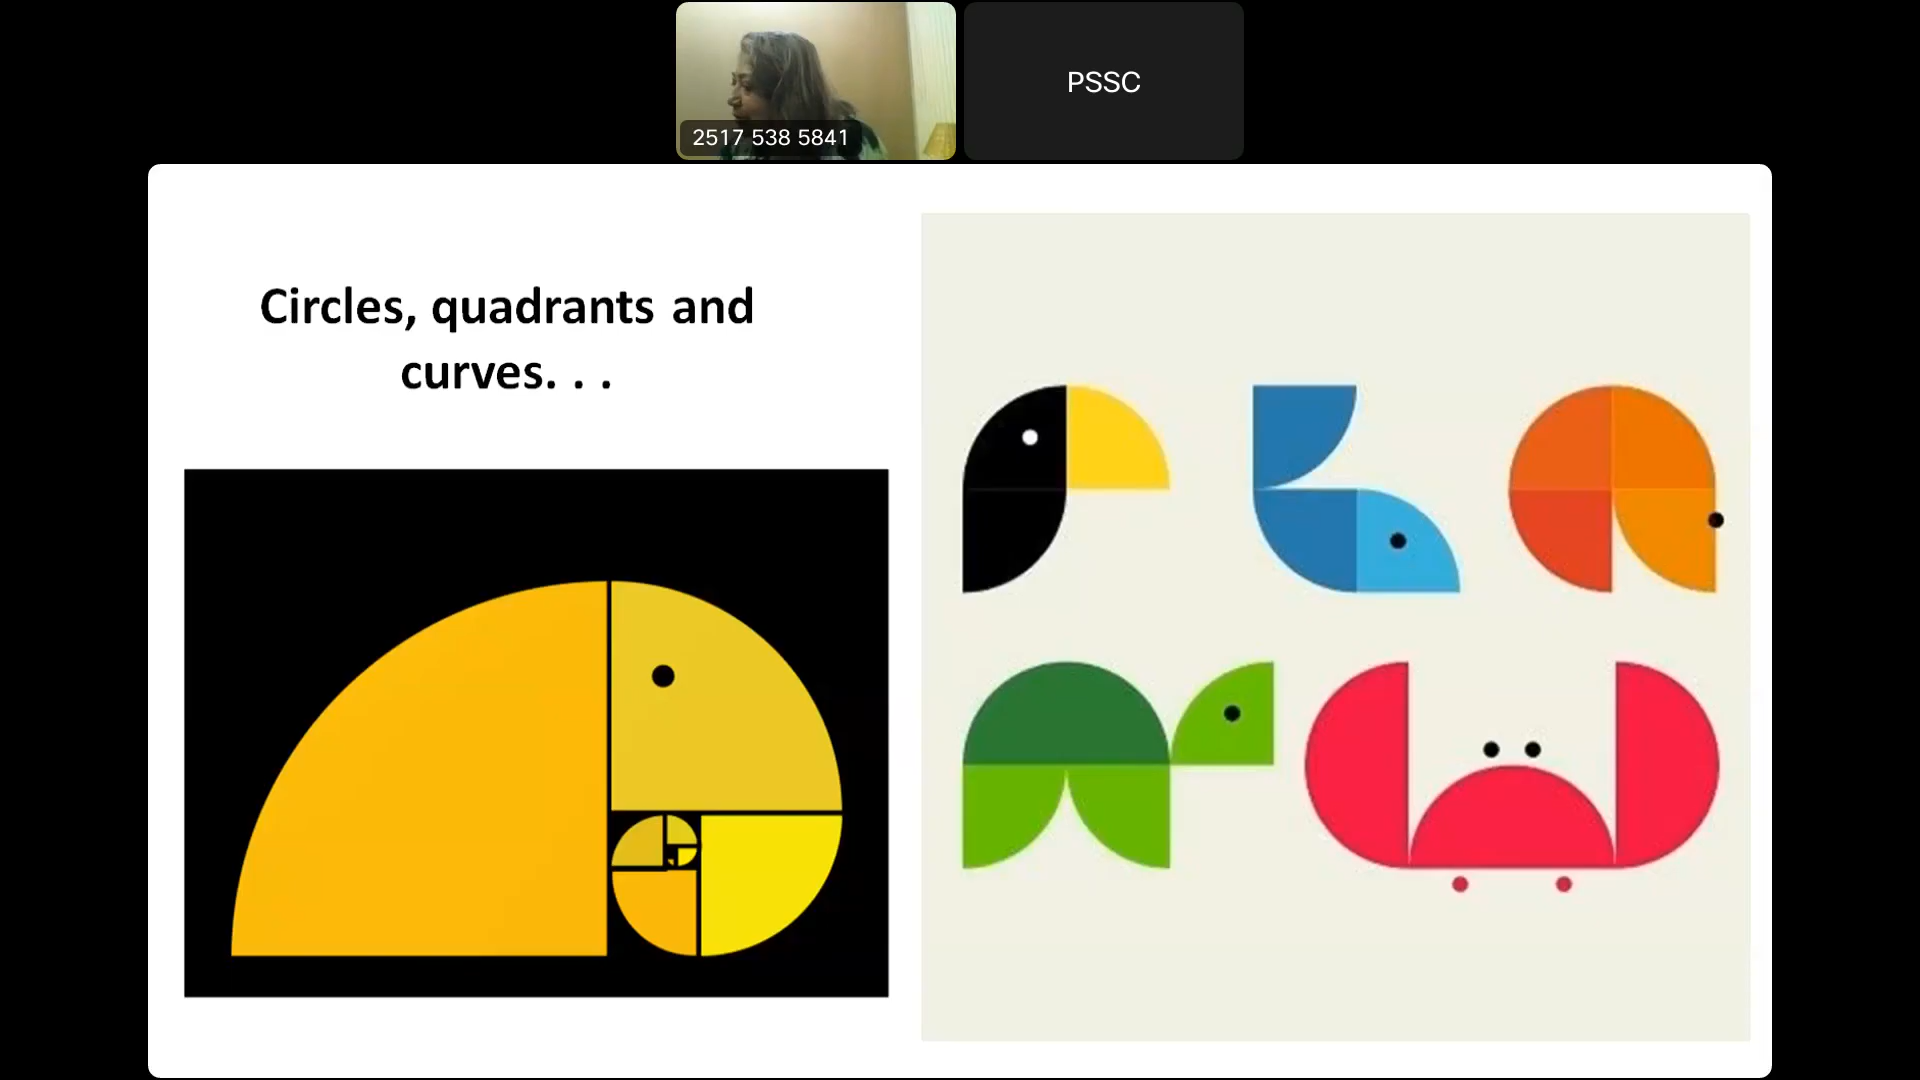 2517 538 5841
PSSC
Circles, quadrants and
curves. . .